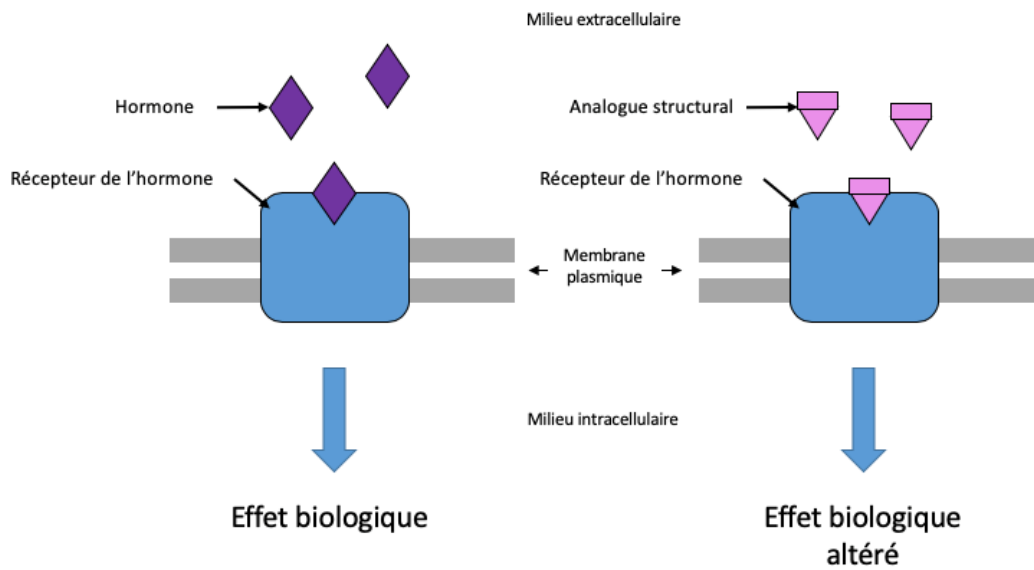 Milieu extracellulaire
Hormone
Analogue structural
Récepteur de l’hormone
Récepteur de l’hormone
Membrane
plasmique
Milieu intracellulaire
Effet biologique
Effet biologique
altéré